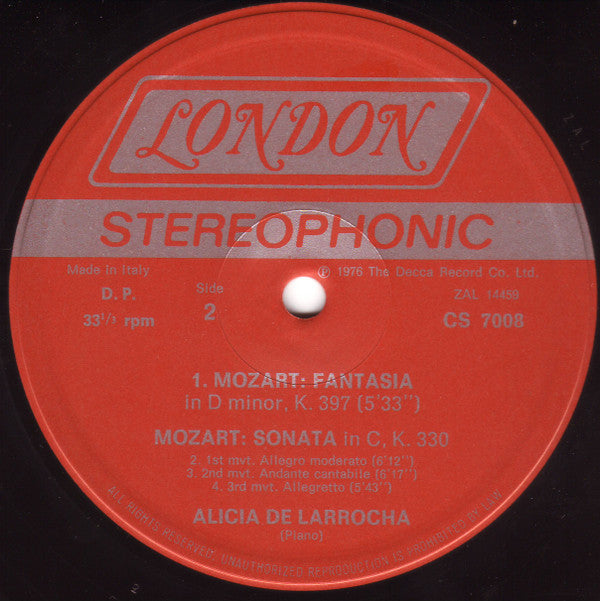 LONDON
STEREOPHONIC
Made in Italy
℗ 1976 The Decca Record Co. Ltd.
D. P.
Side
ZAL 14459
33 1/3 rpm
2
CS 7008
1. MOZART: FANTASIA
in D minor, K. 397 (5'33'')
MOZART: SONATA in C, K. 330
2. 1st mvt. Allegro moderato (6'12'')
3. 2nd mvt. Andante cantabile (6'17'')
4. 3rd mvt. Allegretto (5'43'')
ALICIA DE LARROCHA
(Piano)
ALL RIGHTS RESERVED. UNAUTHORIZED REPRODUCTION IS PROHIBITED BY LAW
2